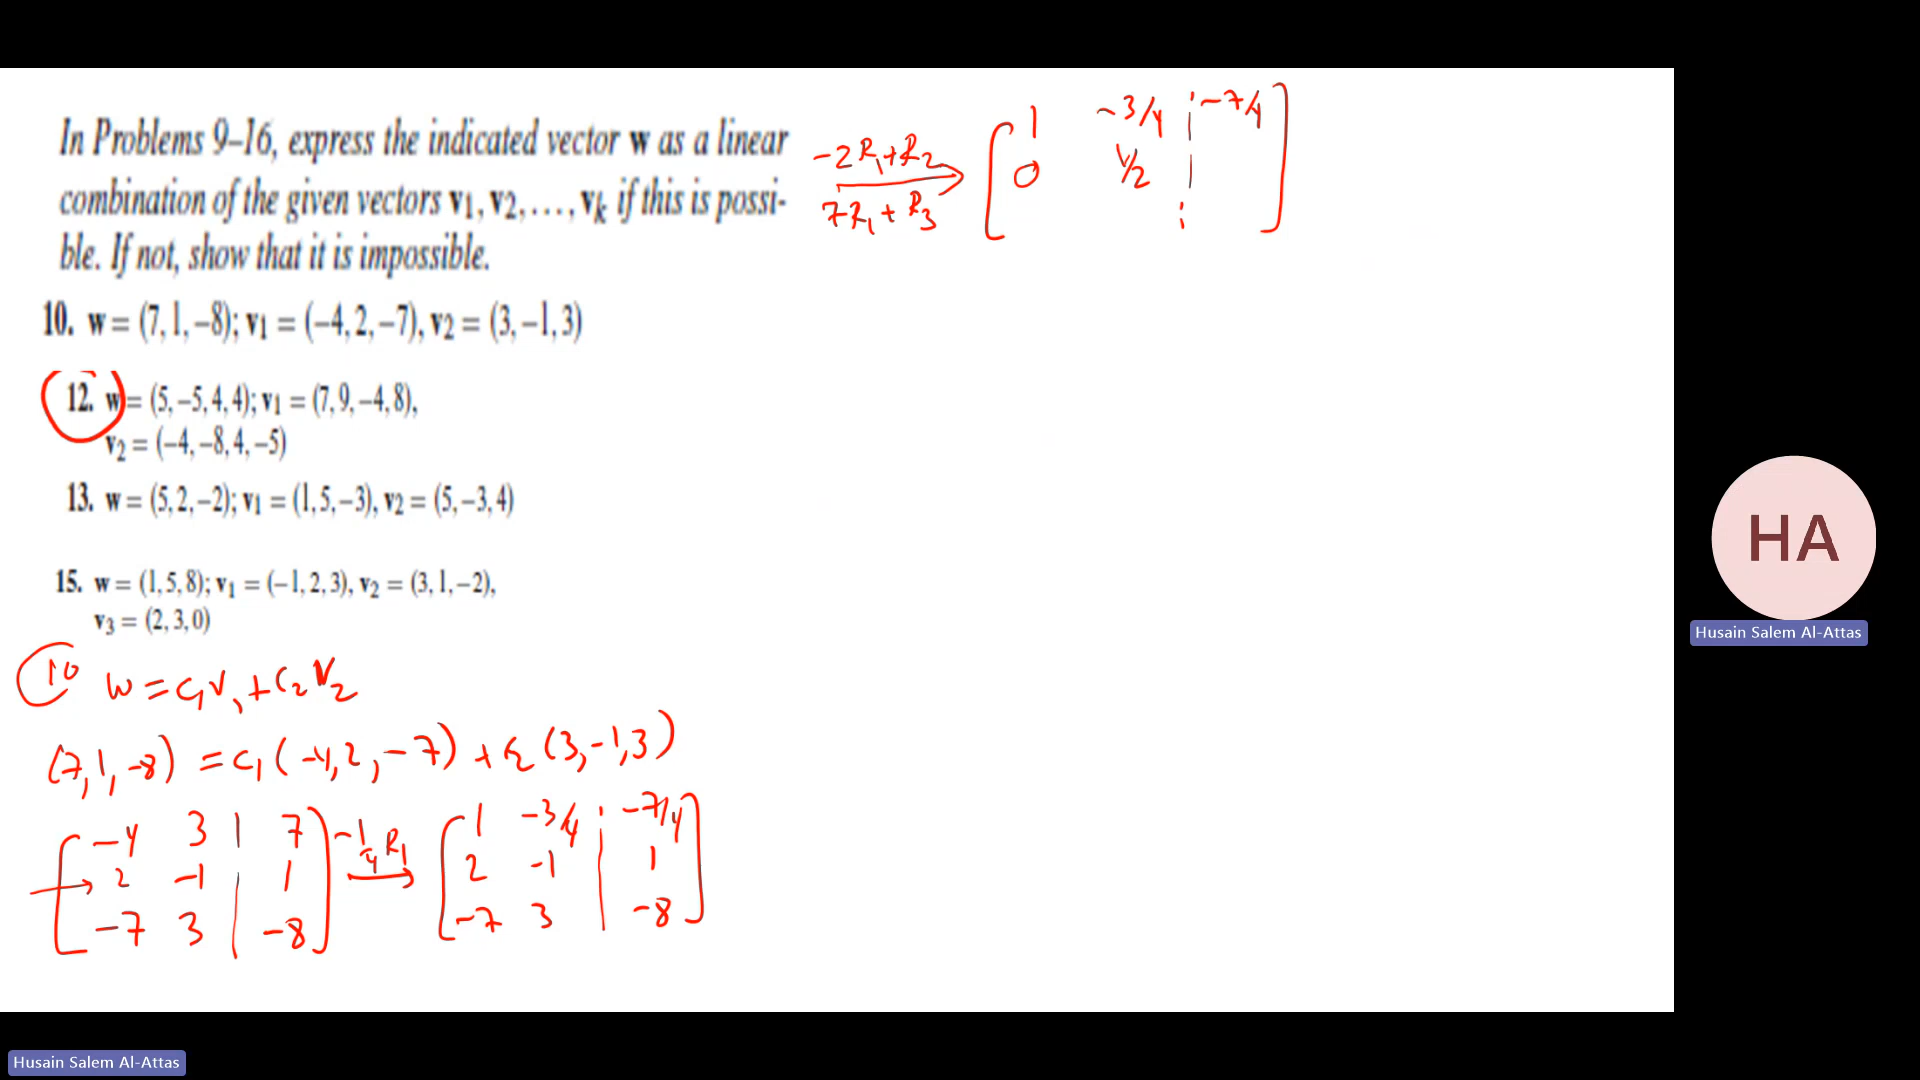 In Problems 9–16, express the indicated vector w as a linear
combination of the given vectors v1, v2, ..., vk if this is possi-
ble. If not, show that it is impossible.
10. w = (7, 1, −8); v1 = (−4, 2, −7), v2 = (3, −1, 3)
12. w = (5, −5, 4, 4); v1 = (7, 9, −4, 8),
v2 = (−4, −8, 4, −5)
13. w = (5, 2, −2); v1 = (1, 5, −3), v2 = (5, −3, 4)
15. w = (1, 5, 8); v1 = (−1, 2, 3), v2 = (3, 1, −2),
v3 = (2, 3, 0)
10 w = c1v1 + c2v2
(7, 1, -8) = c1(-4, 2, -7) + c2(3, -1, 3)
[-4 3 | 7] -1/4 R1 [1 -3/4 | -7/4]
[2 -1 | 1] → [2 -1 | 1]
[-7 3 | -8] [-7 3 | -8]
-2R1+R2 [1 -3/4 | -7/4]
→ [0 1/2 |
7R1+R3
HA
Husain Salem Al-Attas
Husain Salem Al-Attas